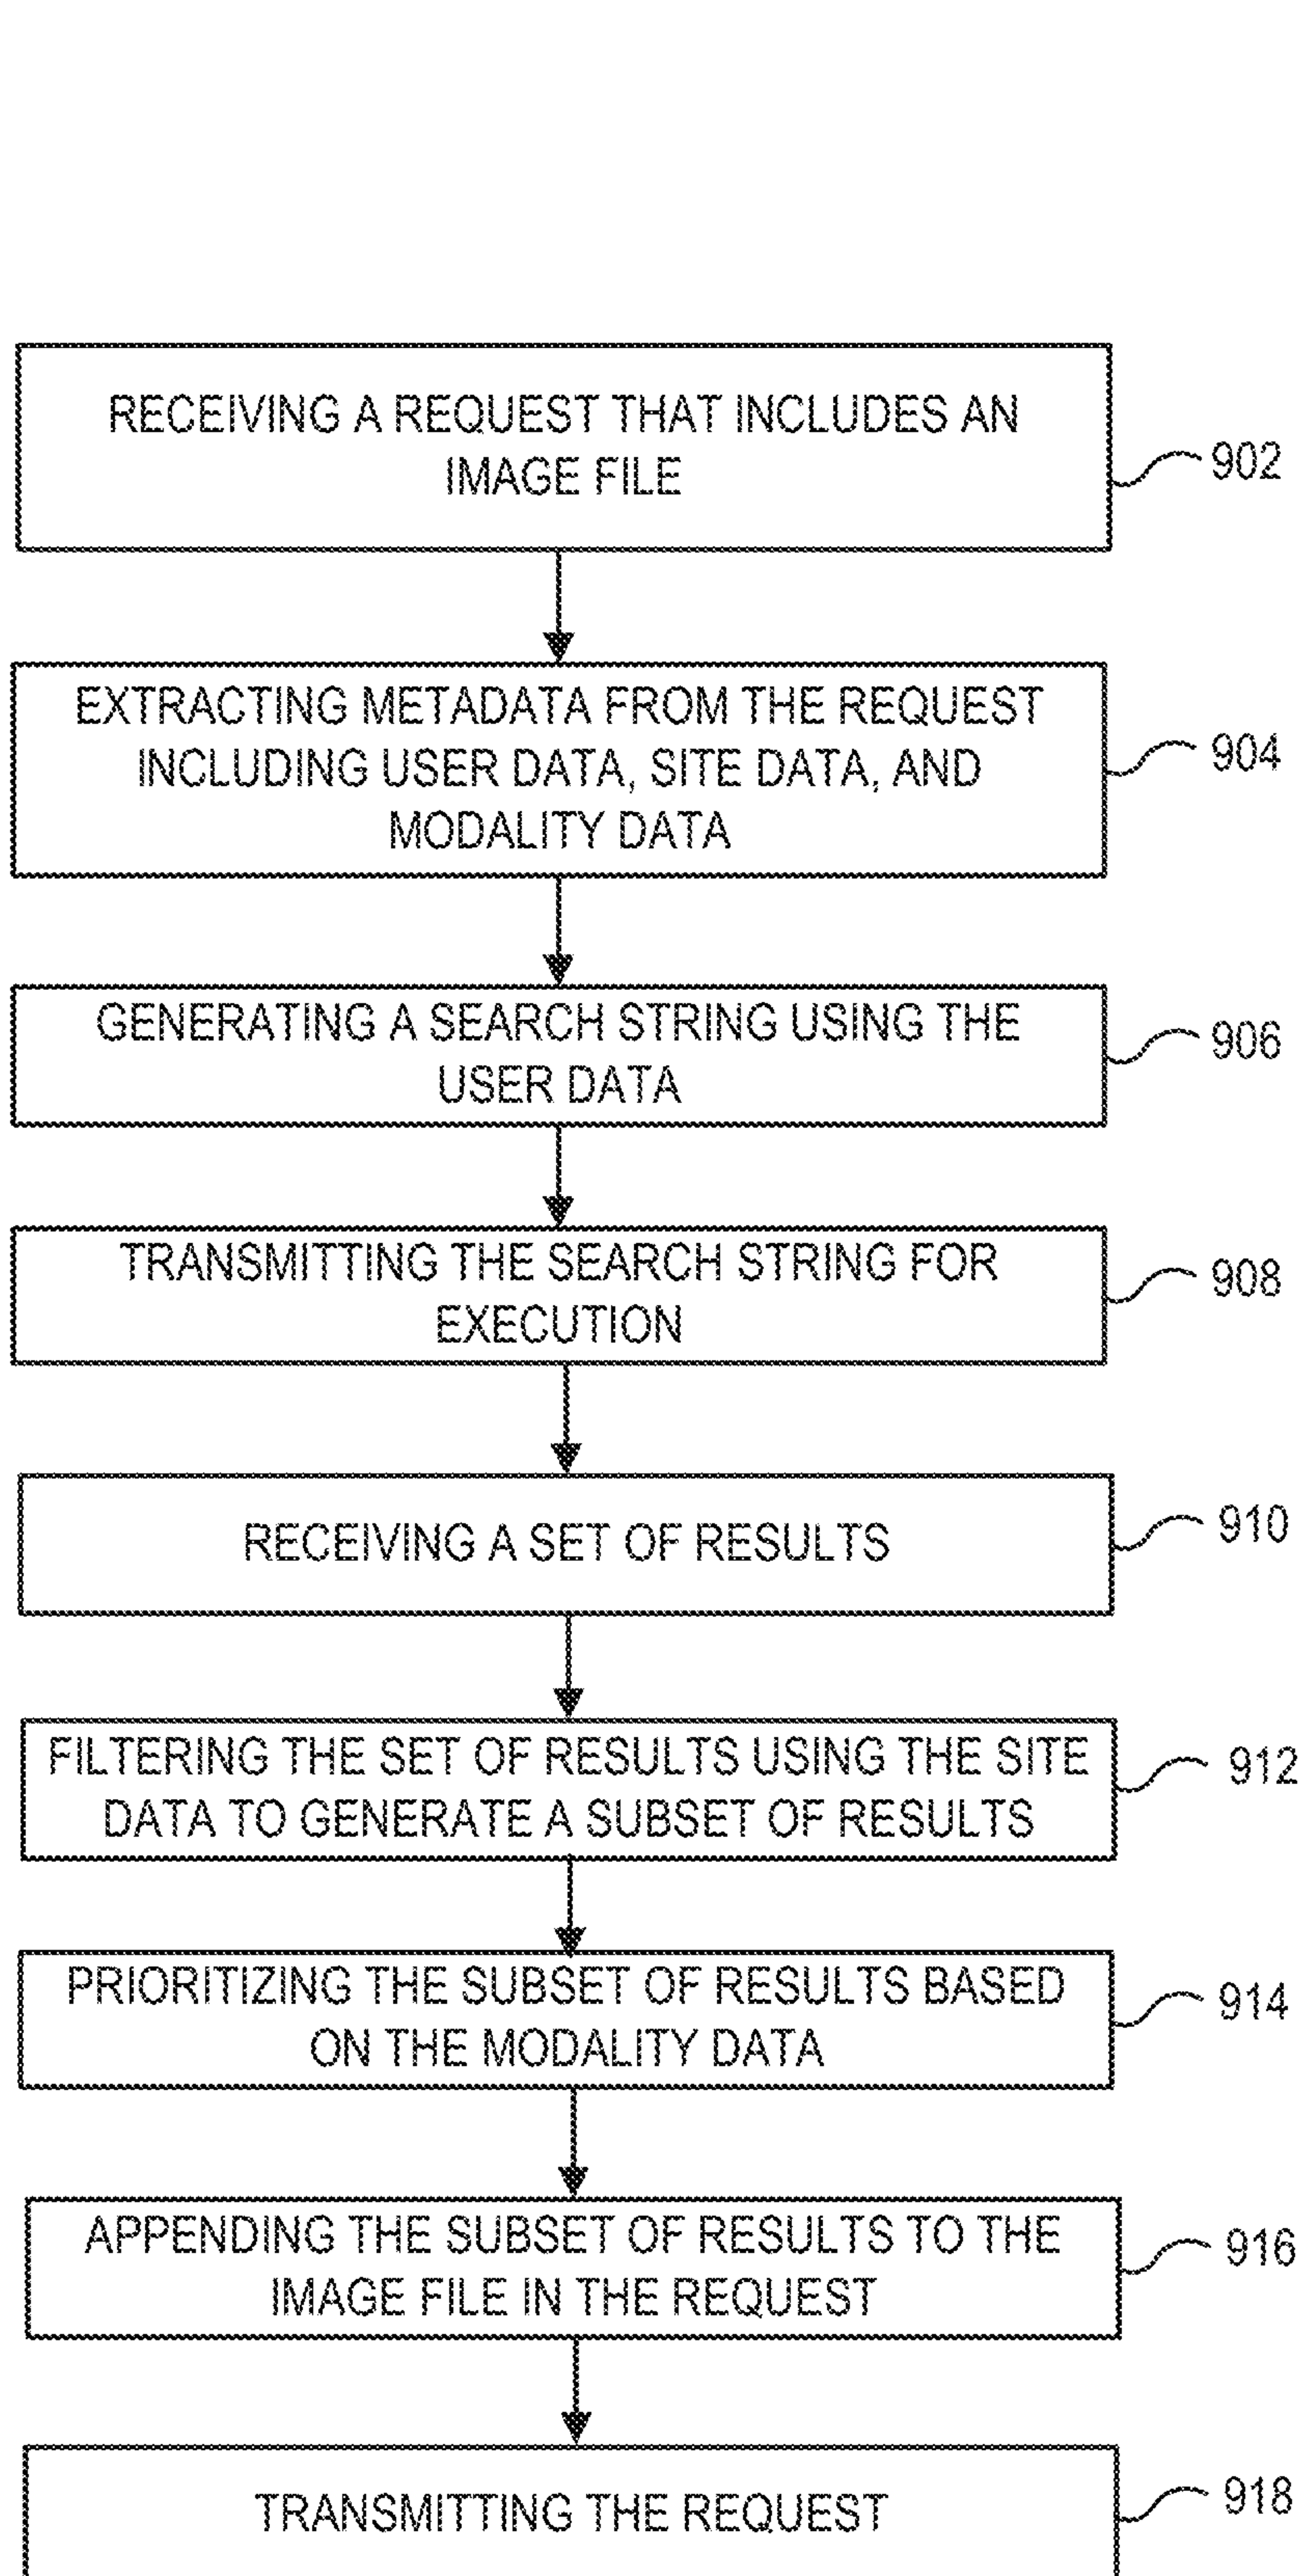 RECEIVING A REQUEST THAT INCLUDES AN
IMAGE FILE
902
EXTRACTING METADATA FROM THE REQUEST
INCLUDING USER DATA, SITE DATA, AND
MODALITY DATA
904
GENERATING A SEARCH STRING USING THE
USER DATA
906
TRANSMITTING THE SEARCH STRING FOR
EXECUTION
908
RECEIVING A SET OF RESULTS
910
FILTERING THE SET OF RESULTS USING THE SITE
DATA TO GENERATE A SUBSET OF RESULTS
912
PRIORITIZING THE SUBSET OF RESULTS BASED
ON THE MODALITY DATA
914
APPENDING THE SUBSET OF RESULTS TO THE
IMAGE FILE IN THE REQUEST
916
TRANSMITTING THE REQUEST
918